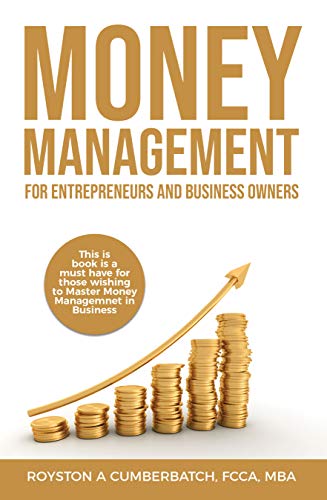 MONEY
MANAGEMENT
FOR ENTREPRENEURS AND BUSINESS OWNERS
This is
book is a
must have for
those wishing
to Master Money
Managemnet in
Business
ROYSTON A CUMBERBATCH, FCCA, MBA